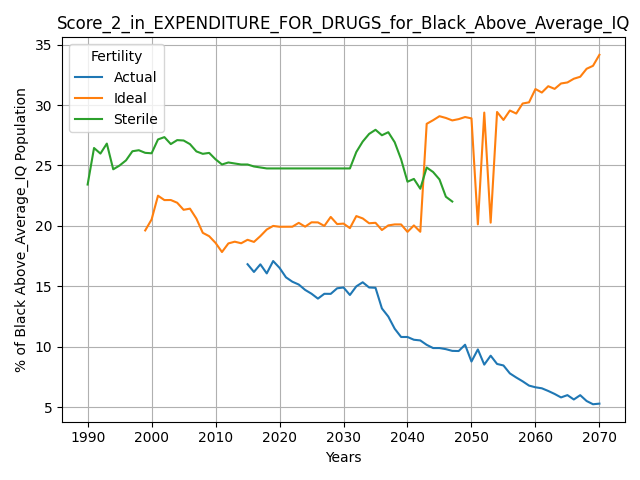 Score_2_in_EXPENDITURE_FOR_DRUGS_for_Black_Above_Average_IQ
Fertility
Actual
Ideal
Sterile
% of Black Above_Average_IQ Population
35
30
25
20
15
10
5
1990 2000 2010 2020 2030 2040 2050 2060 2070
Years